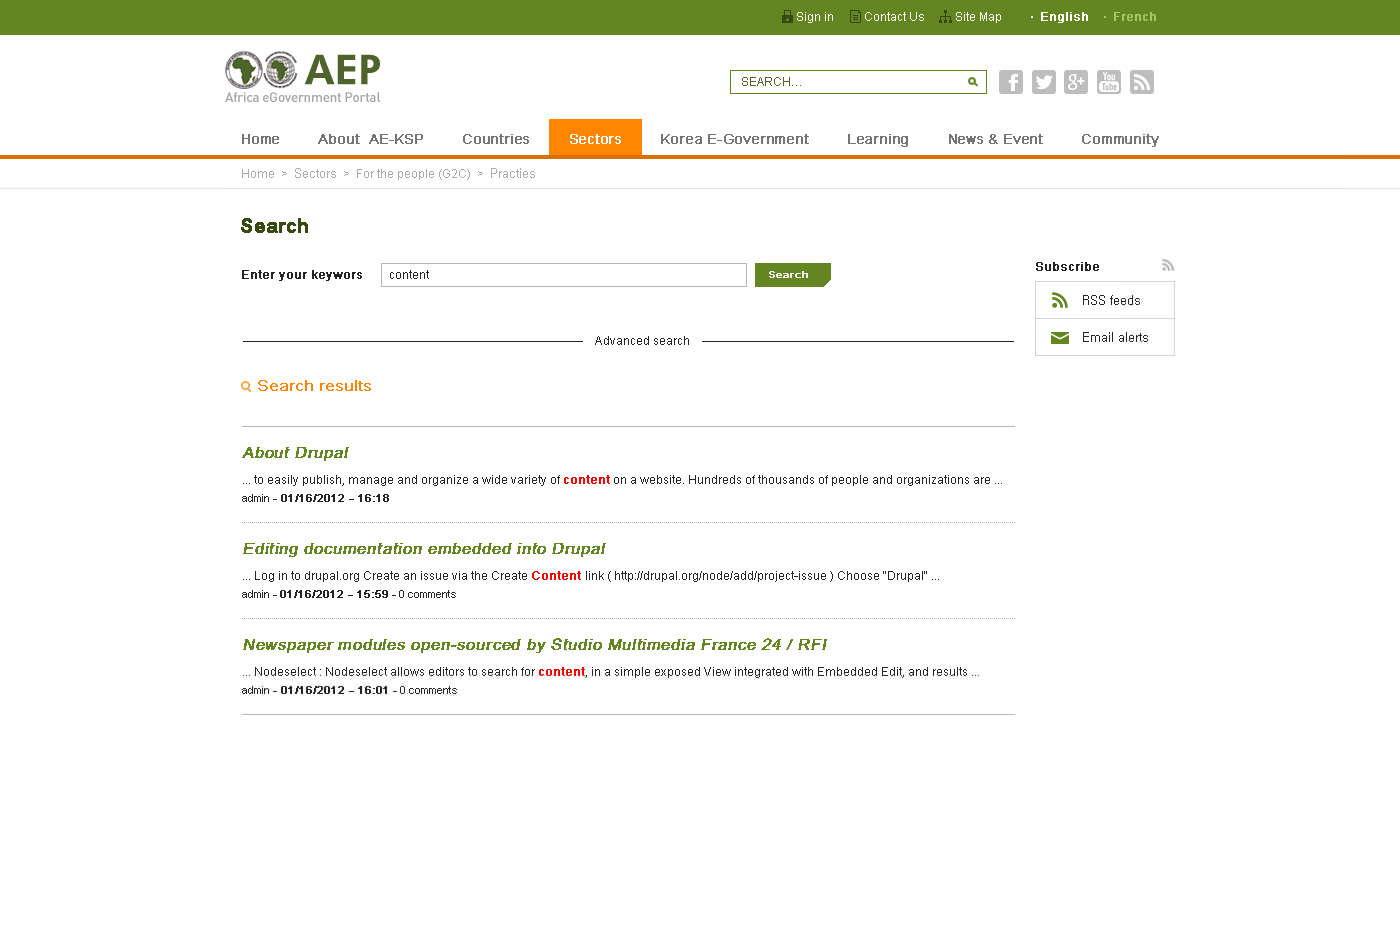 Sign in Contact Us Site Map · English · French
AEP
Africa eGovernment Portal
SEARCH...
f g+ You Tube
Home About AE-KSP Countries Sectors Korea E-Government Learning News & Event Community
Home > Sectors > For the people (G2C) > Practies
Search
Enter your keywors content Search
Subscribe
RSS feeds
Email alerts
Advanced search
Search results
About Drupal
... to easily publish, manage and organize a wide variety of content on a website. Hundreds of thousands of people and organizations are ...
admin - 01/16/2012 - 16:18
Editing documentation embedded into Drupal
... Log in to drupal.org Create an issue via the Create Content link ( http://drupal.org/node/add/project-issue ) Choose "Drupal" ...
admin - 01/16/2012 - 15:59 - 0 comments
Newspaper modules open-sourced by Studio Multimedia France 24 / RFI
... Nodeselect : Nodeselect allows editors to search for content, in a simple exposed View integrated with Embedded Edit, and results ...
admin - 01/16/2012 - 16:01 - 0 comments